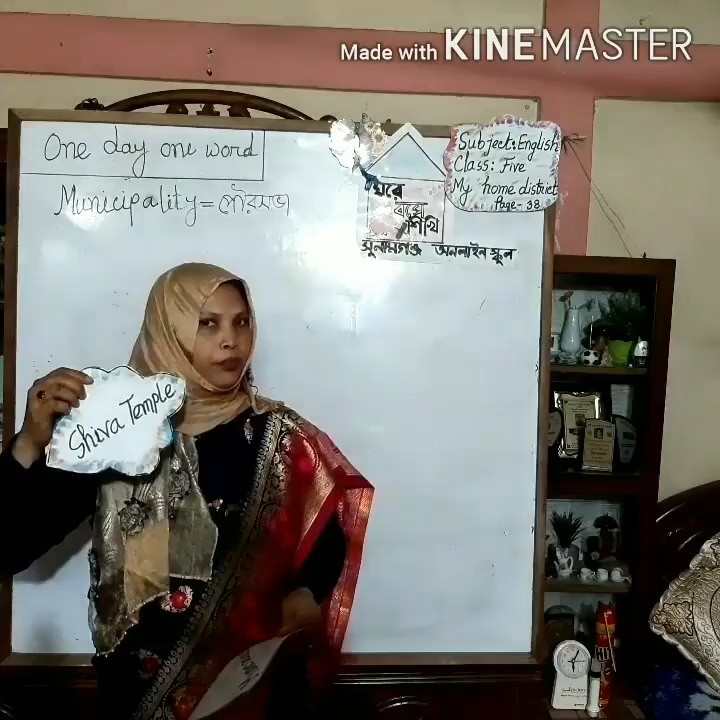 Made with KINEMASTER
One day one word
Municipality = পৌরসভা
ঘরে
বসে
শিখি
সুনামগঞ্জ অনলাইন স্কুল
Subject: English
Class: Five
My home district
Page - 38
Shiva Temple